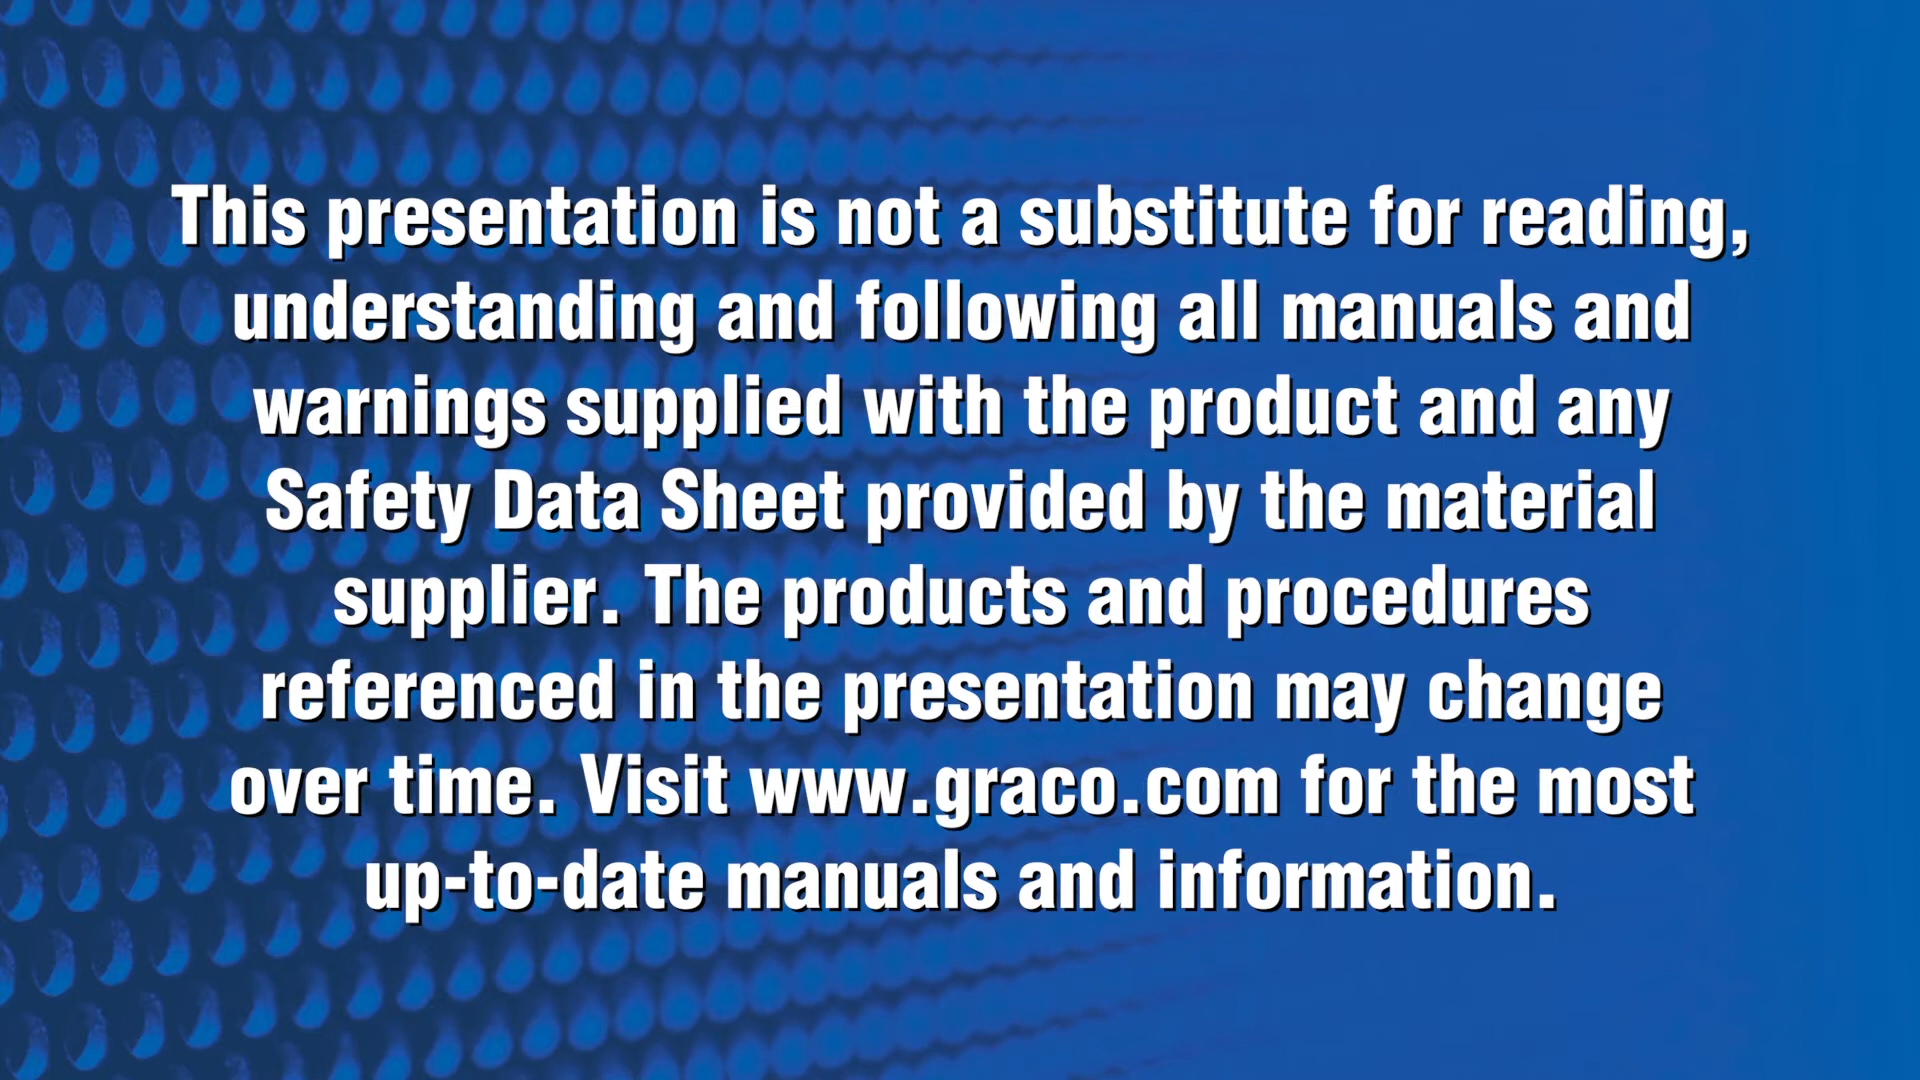 This presentation is not a substitute for reading,
understanding and following all manuals and
warnings supplied with the product and any
Safety Data Sheet provided by the material
supplier. The products and procedures
referenced in the presentation may change
over time. Visit www.graco.com for the most
up-to-date manuals and information.